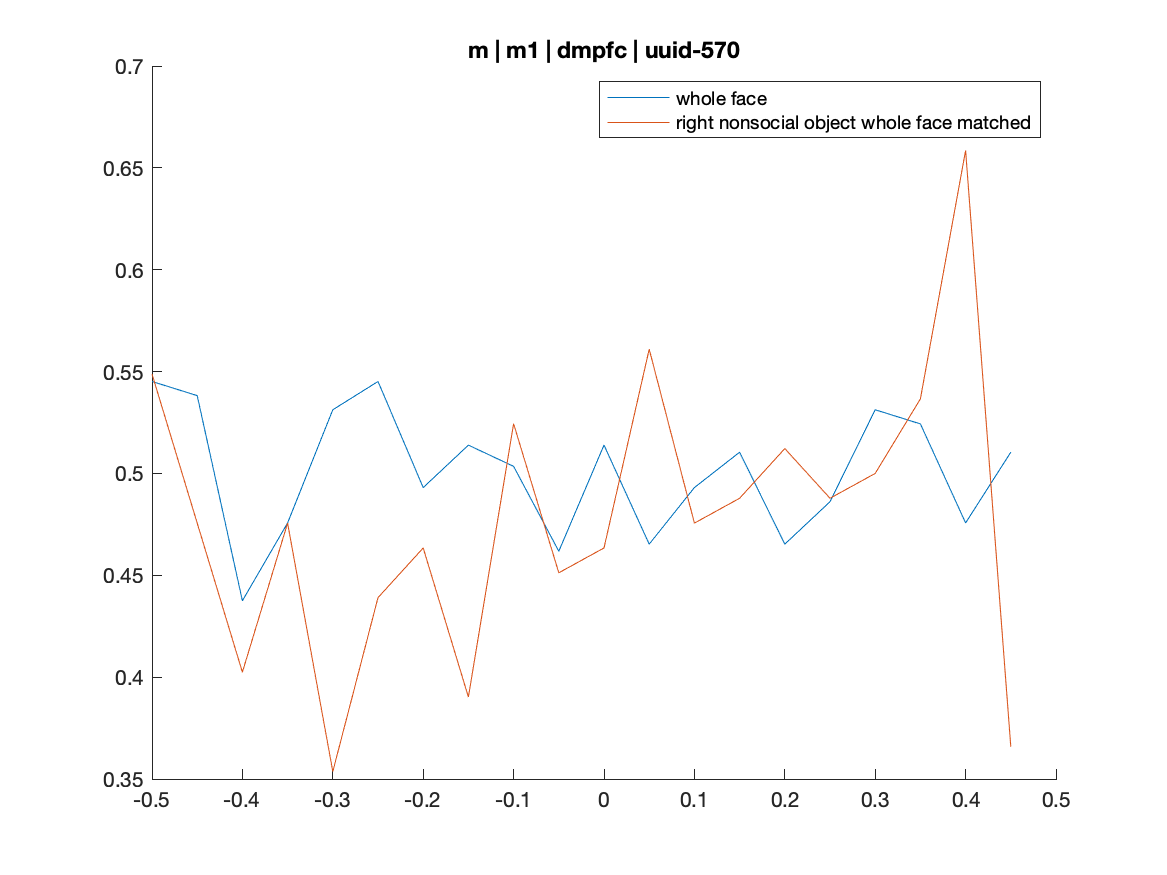 m | m1 | dmpfc | uuid-570
whole face
right nonsocial object whole face matched
0.7
0.65
0.6
0.55
0.5
0.45
0.4
0.35
-0.5 -0.4 -0.3 -0.2 -0.1 0 0.1 0.2 0.3 0.4 0.5